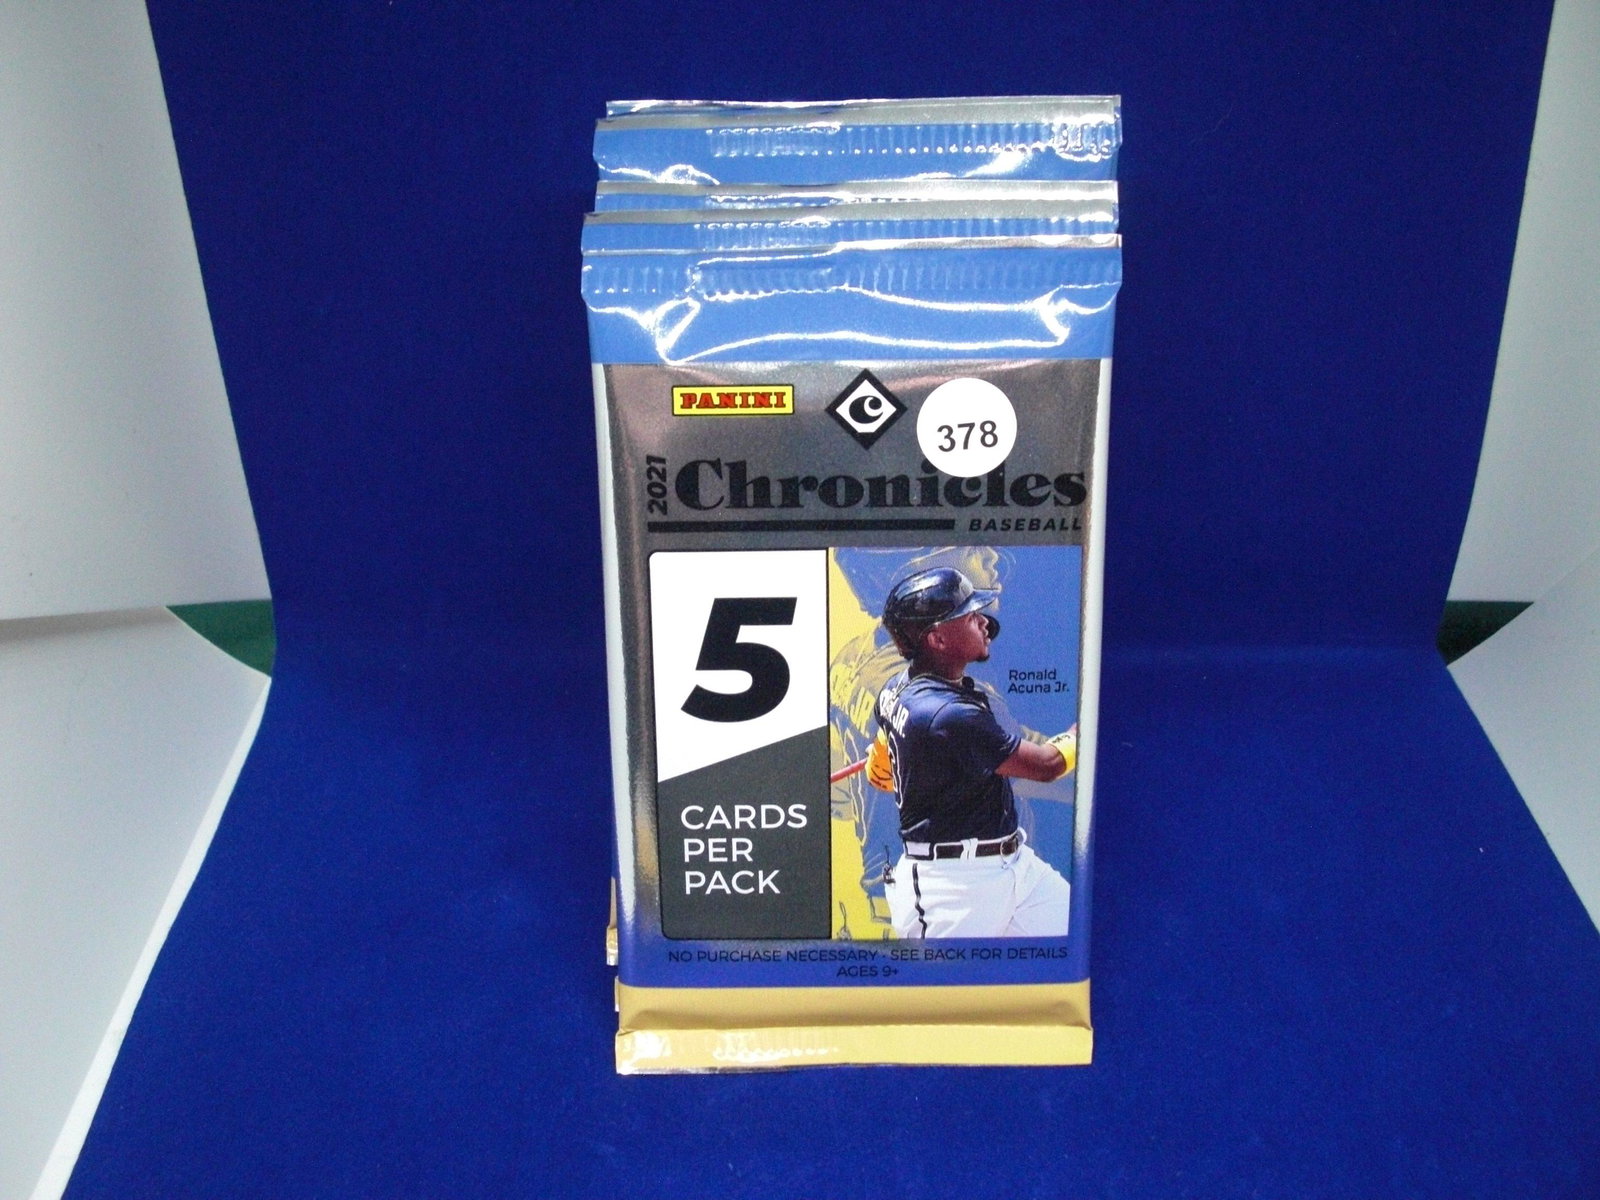 PANINI
C
378
2021
Chronicles
BASEBALL
5
CARDS
PER
PACK
Ronald
Acuna Jr.
NO PURCHASE NECESSARY - SEE BACK FOR DETAILS
AGES 9+